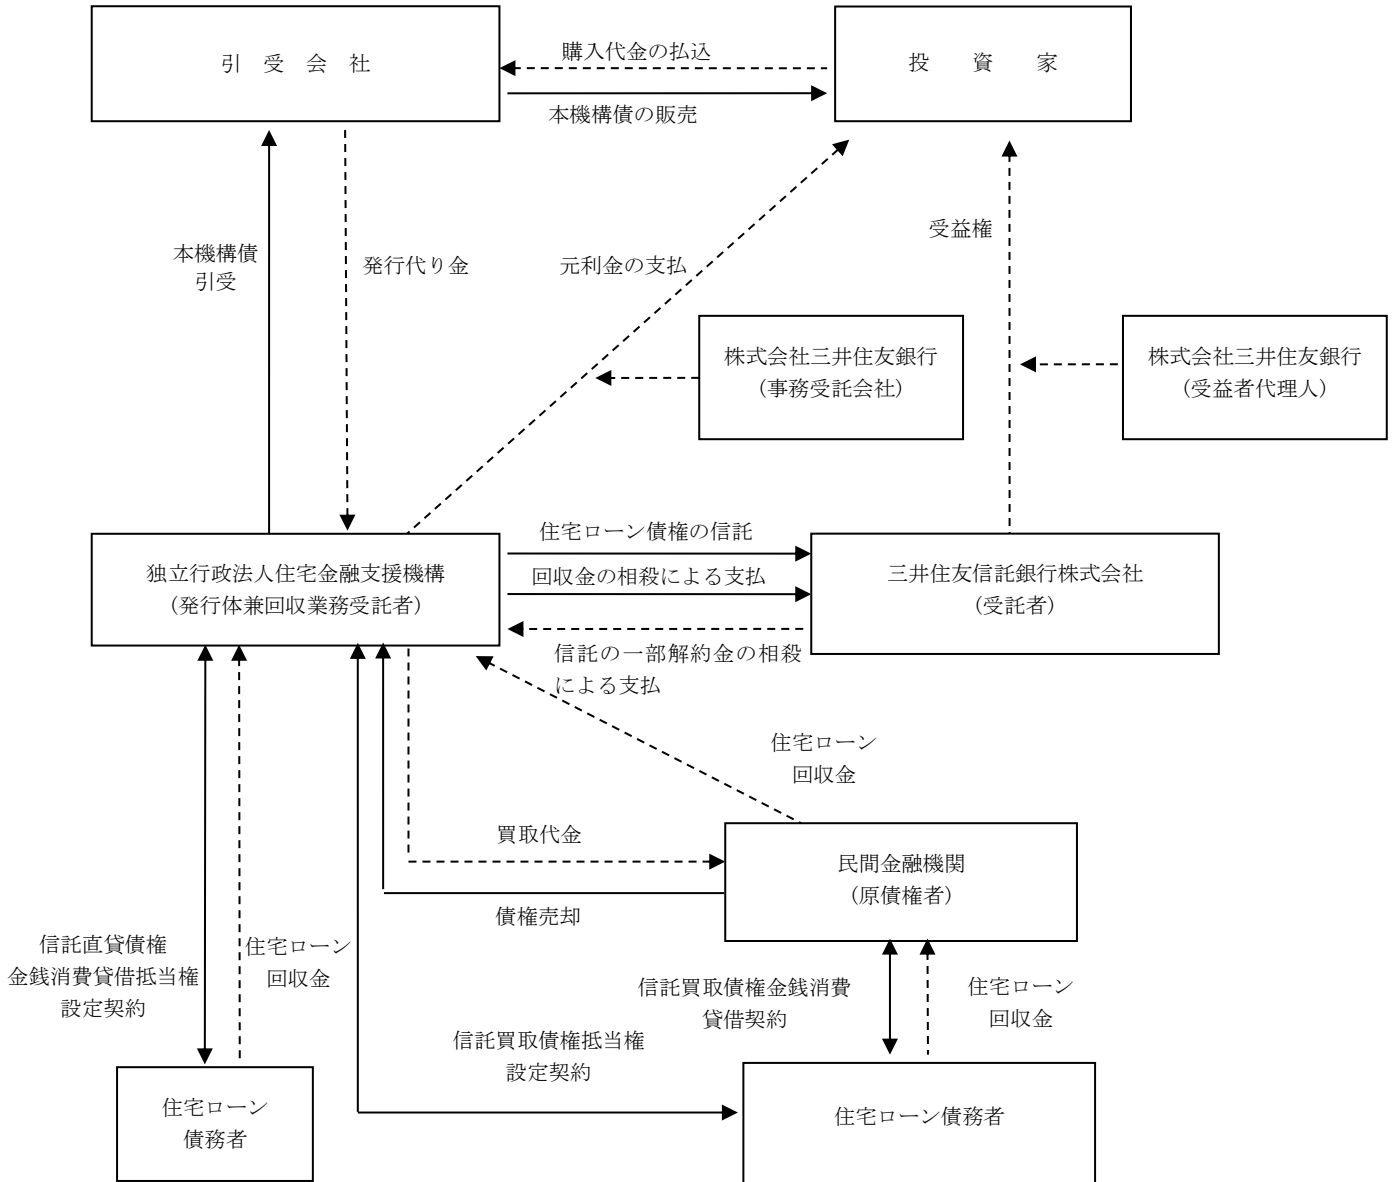 引　受　会　社
購入代金の払込
投　　資　　家
本機構債の販売
受益権
本機構債
引受
発行代り金
元利金の支払
株式会社三井住友銀行
（事務受託会社）
株式会社三井住友銀行
（受益者代理人）
住宅ローン債権の信託
独立行政法人住宅金融支援機構
（発行体兼回収業務受託者）
回収金の相殺による支払
三井住友信託銀行株式会社
（受託者）
信託の一部解約金の相殺
による支払
住宅ローン
回収金
買取代金
民間金融機関
（原債権者）
債権売却
信託直貸債権
金銭消費貸借抵当権
設定契約
住宅ローン
回収金
信託買取債権金銭消費
貸借契約
住宅ローン
回収金
信託買取債権抵当権
設定契約
住宅ローン
債務者
住宅ローン債務者